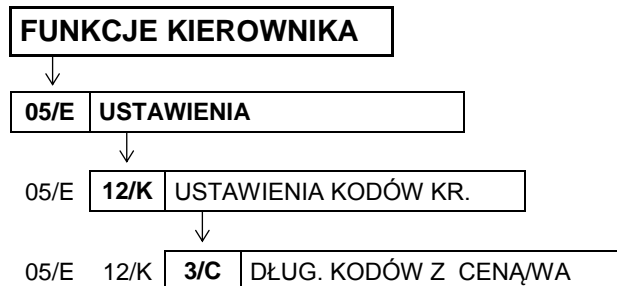 FUNKCJE KIEROWNIKA
05/E USTAWIENIA
05/E 12/K USTAWIENIA KODÓW KR.
05/E 12/K 3/C DŁUG. KODÓW Z CENĄ/WA